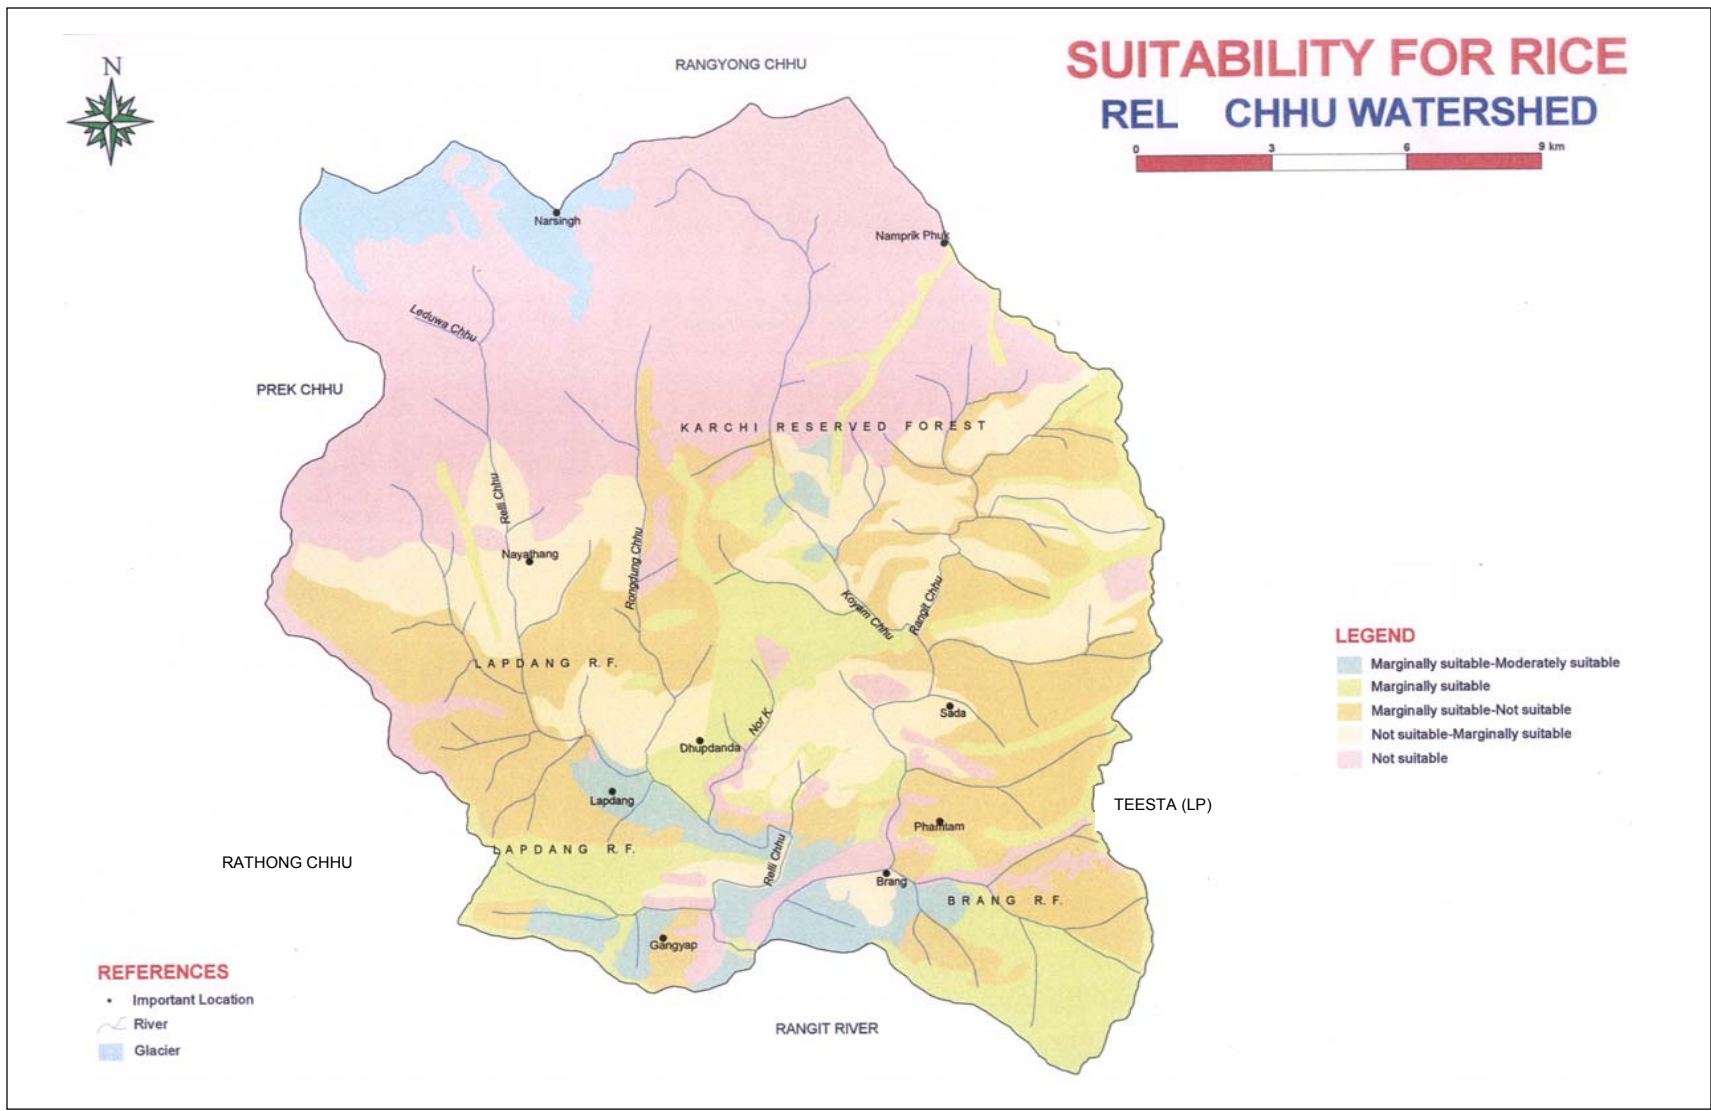 SUITABILITY FOR RICE
REL CHHU WATERSHED
0 3 6 9 km
N
RANGYONG CHHU
Narsingh
Namprik Phuk
Leduwa Chhu
PREK CHHU
KARCHI RESERVED FOREST
Relli Chhu
Nayathang
Rongdung Chhu
Koyam Chhu
Rangit Chhu
LAPDANG R.F.
Sada
Nor K.
Dhupdanda
Lapdang
TEESTA (LP)
Phamtam
LAPDANG R.F.
RATHONG CHHU
Relli Chhu
Brang
BRANG R.F.
Gangyap
RANGIT RIVER
LEGEND
Marginally suitable-Moderately suitable
Marginally suitable
Marginally suitable-Not suitable
Not suitable-Marginally suitable
Not suitable
REFERENCES
Important Location
River
Glacier